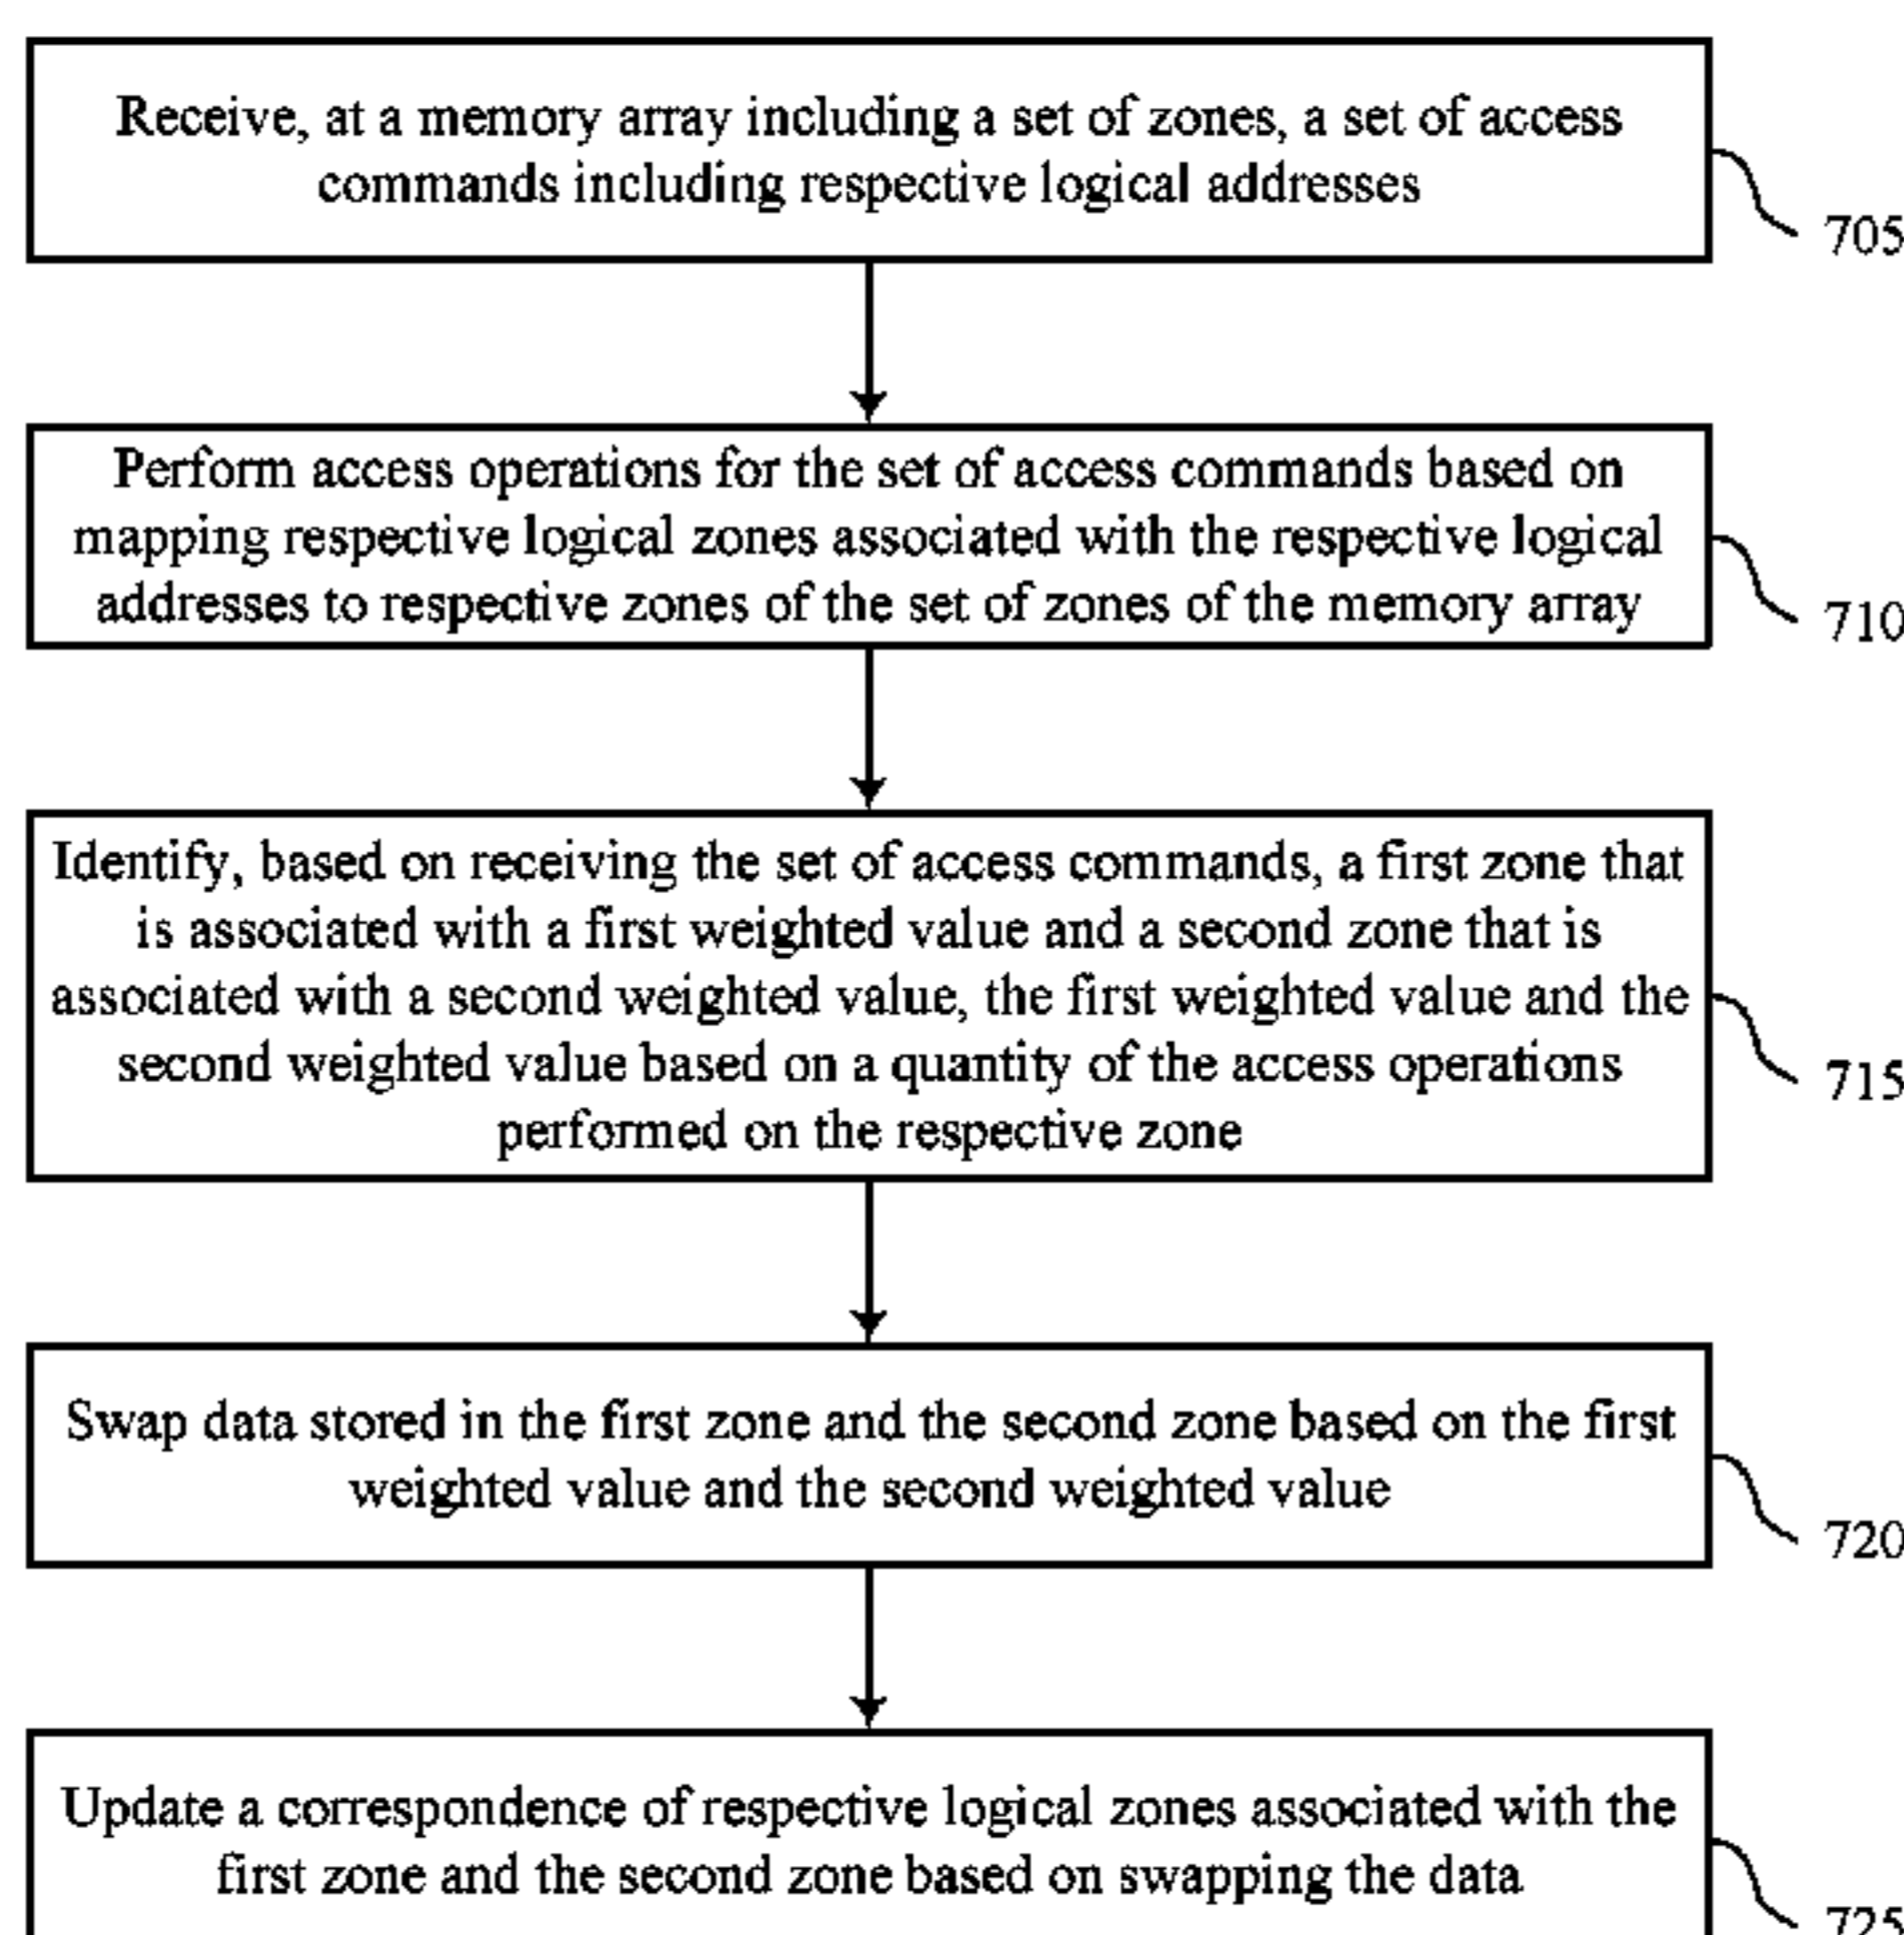 Receive, at a memory array including a set of zones, a set of access
commands including respective logical addresses
705
Perform access operations for the set of access commands based on
mapping respective logical zones associated with the respective logical
addresses to respective zones of the set of zones of the memory array
710
Identify, based on receiving the set of access commands, a first zone that
is associated with a first weighted value and a second zone that is
associated with a second weighted value, the first weighted value and the
second weighted value based on a quantity of the access operations
performed on the respective zone
715
Swap data stored in the first zone and the second zone based on the first
weighted value and the second weighted value
720
Update a correspondence of respective logical zones associated with the
first zone and the second zone based on swapping the data
725